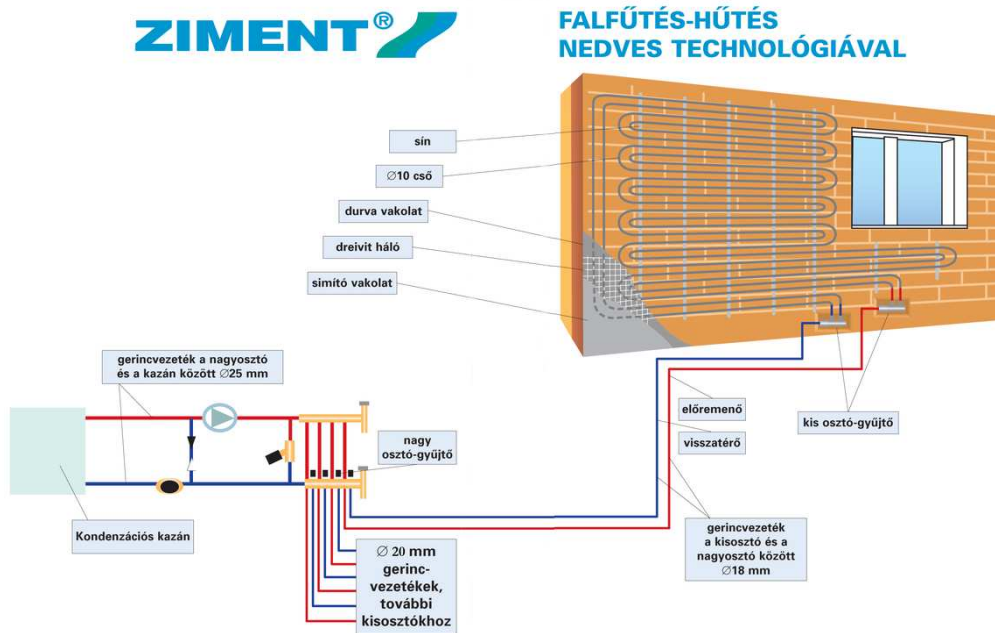 ZIMENT®
FALFŰTÉS-HŰTÉS
NEDVES TECHNOLÓGIÁVAL
sín
∅10 cső
durva vakolat
dreivit háló
simító vakolat
gerincvezeték a nagyosztó
és a kazán között ∅25 mm
nagy
osztó-gyűjtő
előremenő
visszatérő
kis osztó-gyűjtő
Kondenzációs kazán
∅ 20 mm
gerinc-
vezetékek,
további
kisosztókhoz
gerincvezeték
a kisosztó és a
nagyosztó között
∅18 mm